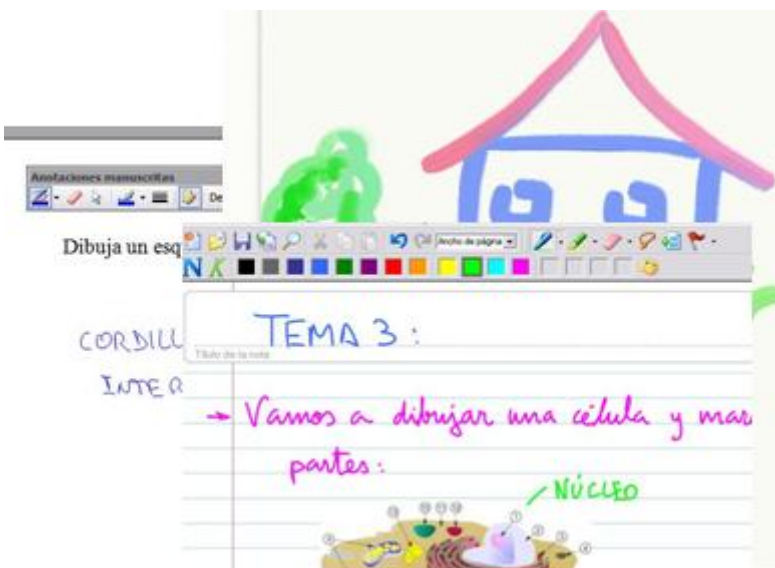 Anotaciones manuscritas
De
Dibuja un esq
Ancho de página
N K
CORDILL
INTER
TEMA 3:
Título de la nota
→ Vamos a dibujar una célula y mar
partes:
NÚCLEO